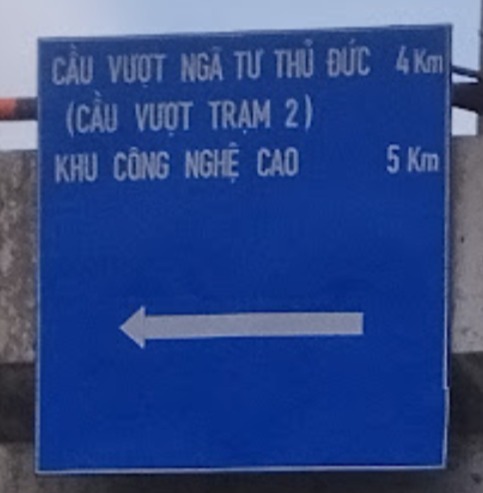 CẦU VƯỢT NGÃ TƯ THỦ ĐỨC 4 Km
(CẦU VƯỢT TRẠM 2)
KHU CÔNG NGHỆ CAO 5 Km